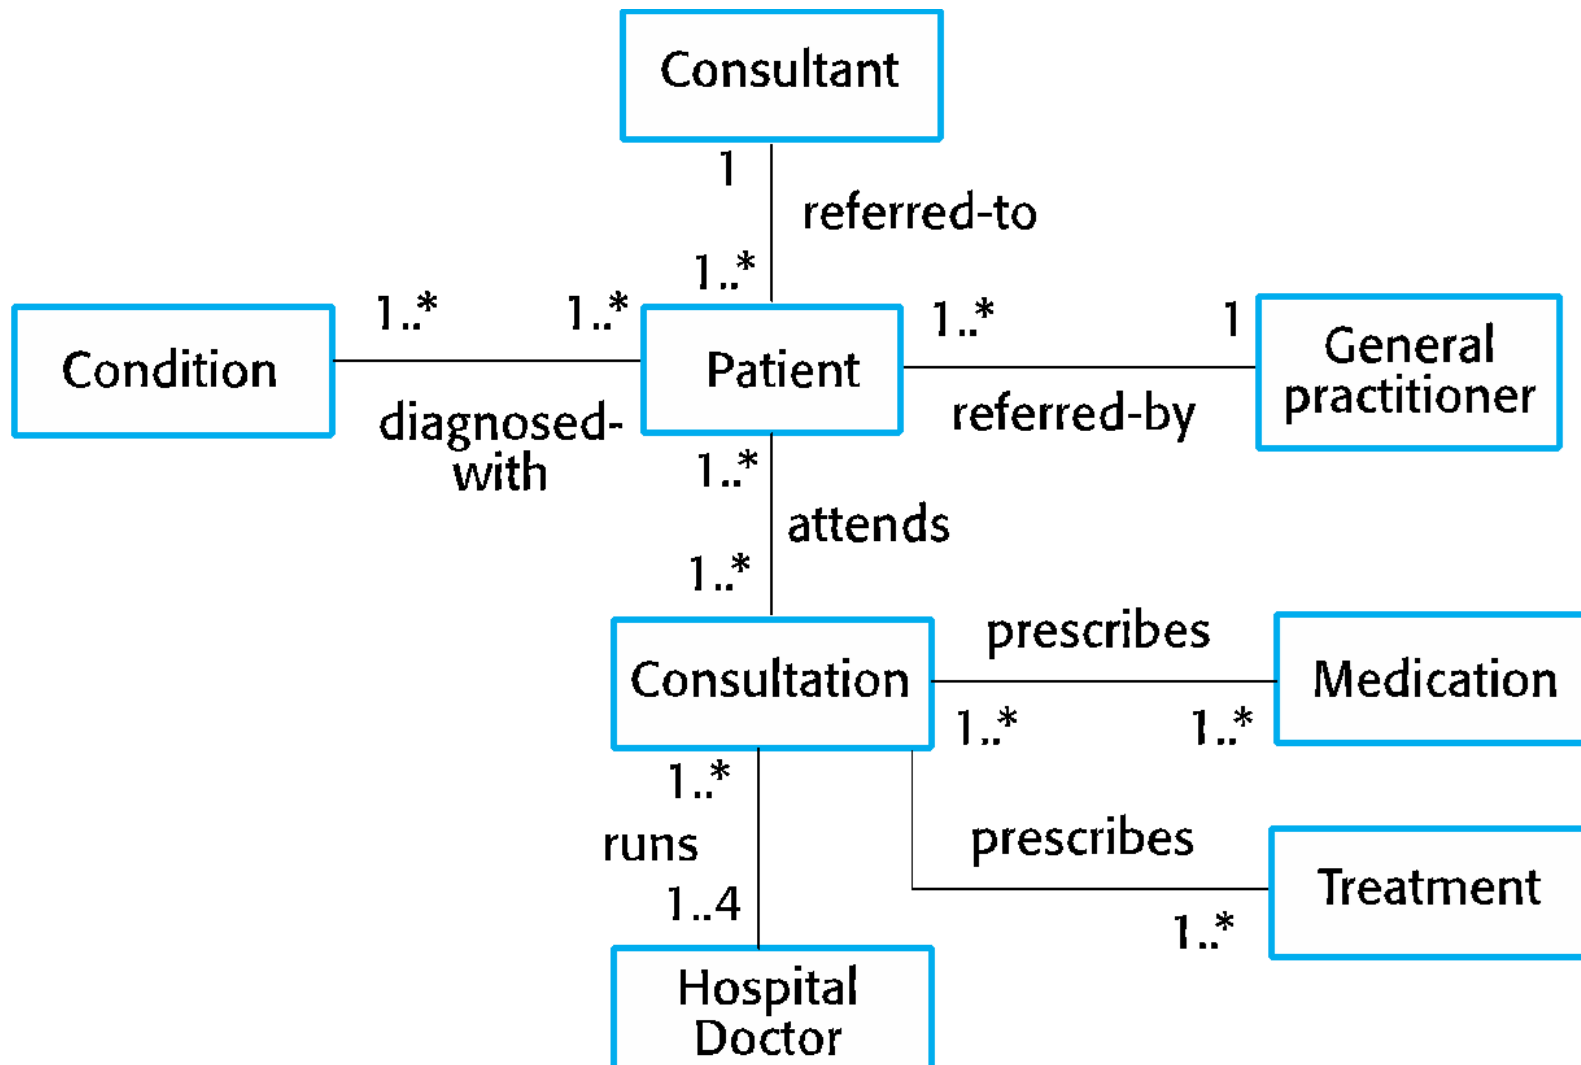 Consultant
1
referred-to
1..*
1..*
1..*
1..*
1
Condition
Patient
General
practitioner
diagnosed-
with
referred-by
1..*
attends
1..*
prescribes
Consultation
Medication
1..*
1..*
1..*
runs
prescribes
1..4
Treatment
1..*
Hospital
Doctor